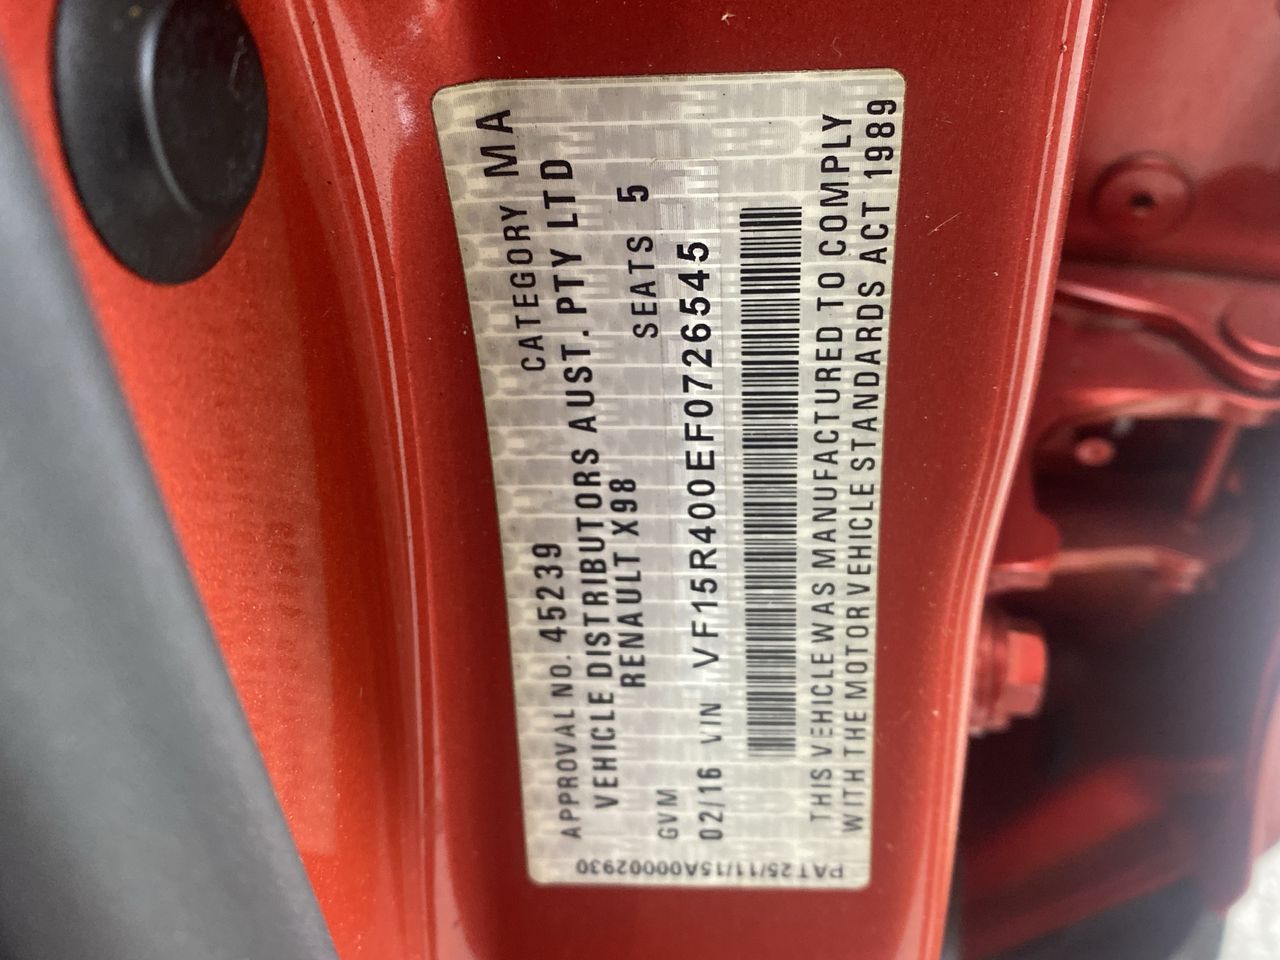 APPROVAL NO. 45239 CATEGORY MA
VEHICLE DISTRIBUTORS AUST. PTY LTD
RENAULT X98 SEATS 5
GVM
02/16 VIN VF15R400EF0726545
THIS VEHICLE WAS MANUFACTURED TO COMPLY
WITH THE MOTOR VEHICLE STANDARDS ACT 1989
PAT25/11/15A00002930